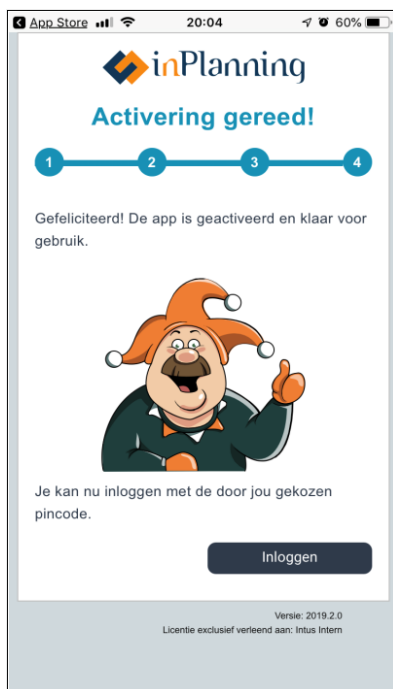 App Store 20:04 60%
inPlanning
Activering gereed!
1 2 3 4
Gefeliciteerd! De app is geactiveerd en klaar voor
gebruik.
Je kan nu inloggen met de door jou gekozen
pincode.
Inloggen
Versie: 2019.2.0
Licentie exclusief verleend aan: Intus Intern